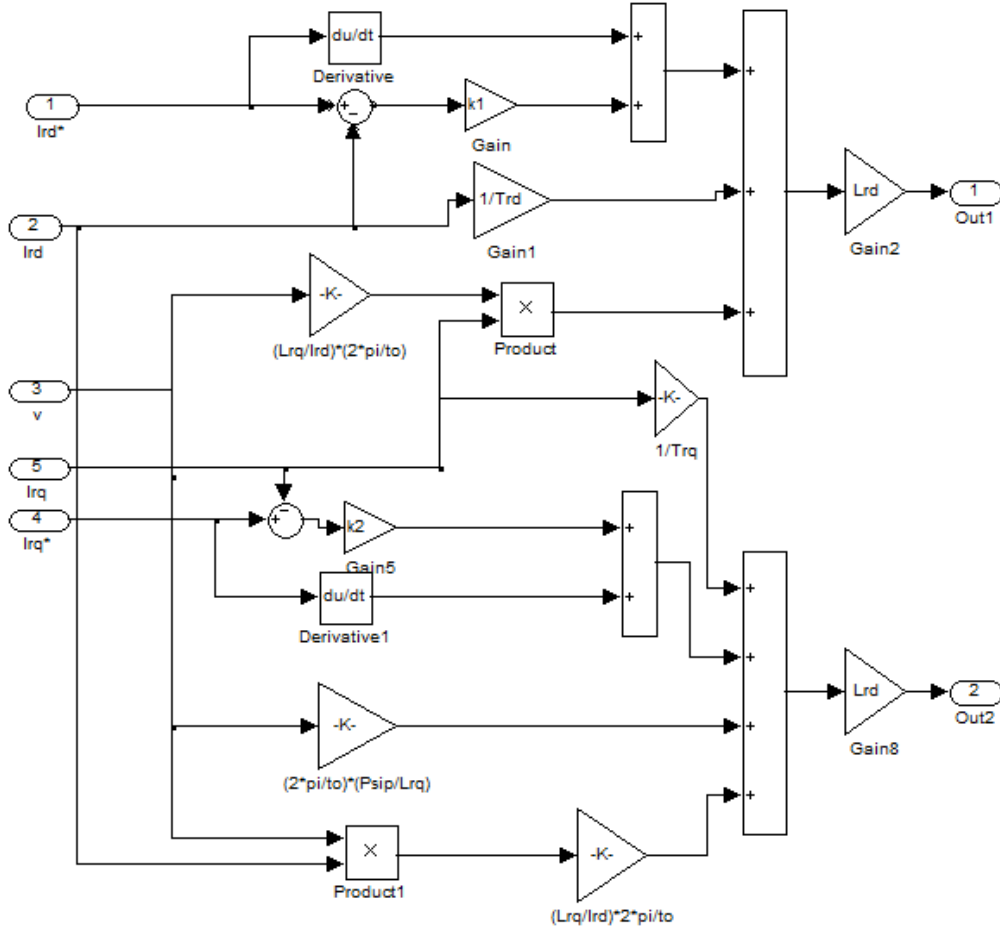 du/dt
+
Derivative
1
+
−
k1
+
+
Ird*
Gain
2
1/Trd
+
Lrd
1
Ird
Gain1
Gain2
Out1
-K-
×
+
(Lrq/Ird)*(2*pi/to)
Product
3
v
-K-
1/Trq
5
Irq
−
4
+
k2
+
Irq*
Gain5
du/dt
+
+
Derivative1
+
Lrd
2
-K-
+
Gain8
Out2
(2*pi/to)*(Psip/Lrq)
+
×
-K-
Product1
(Lrq/Ird)*2*pi/to